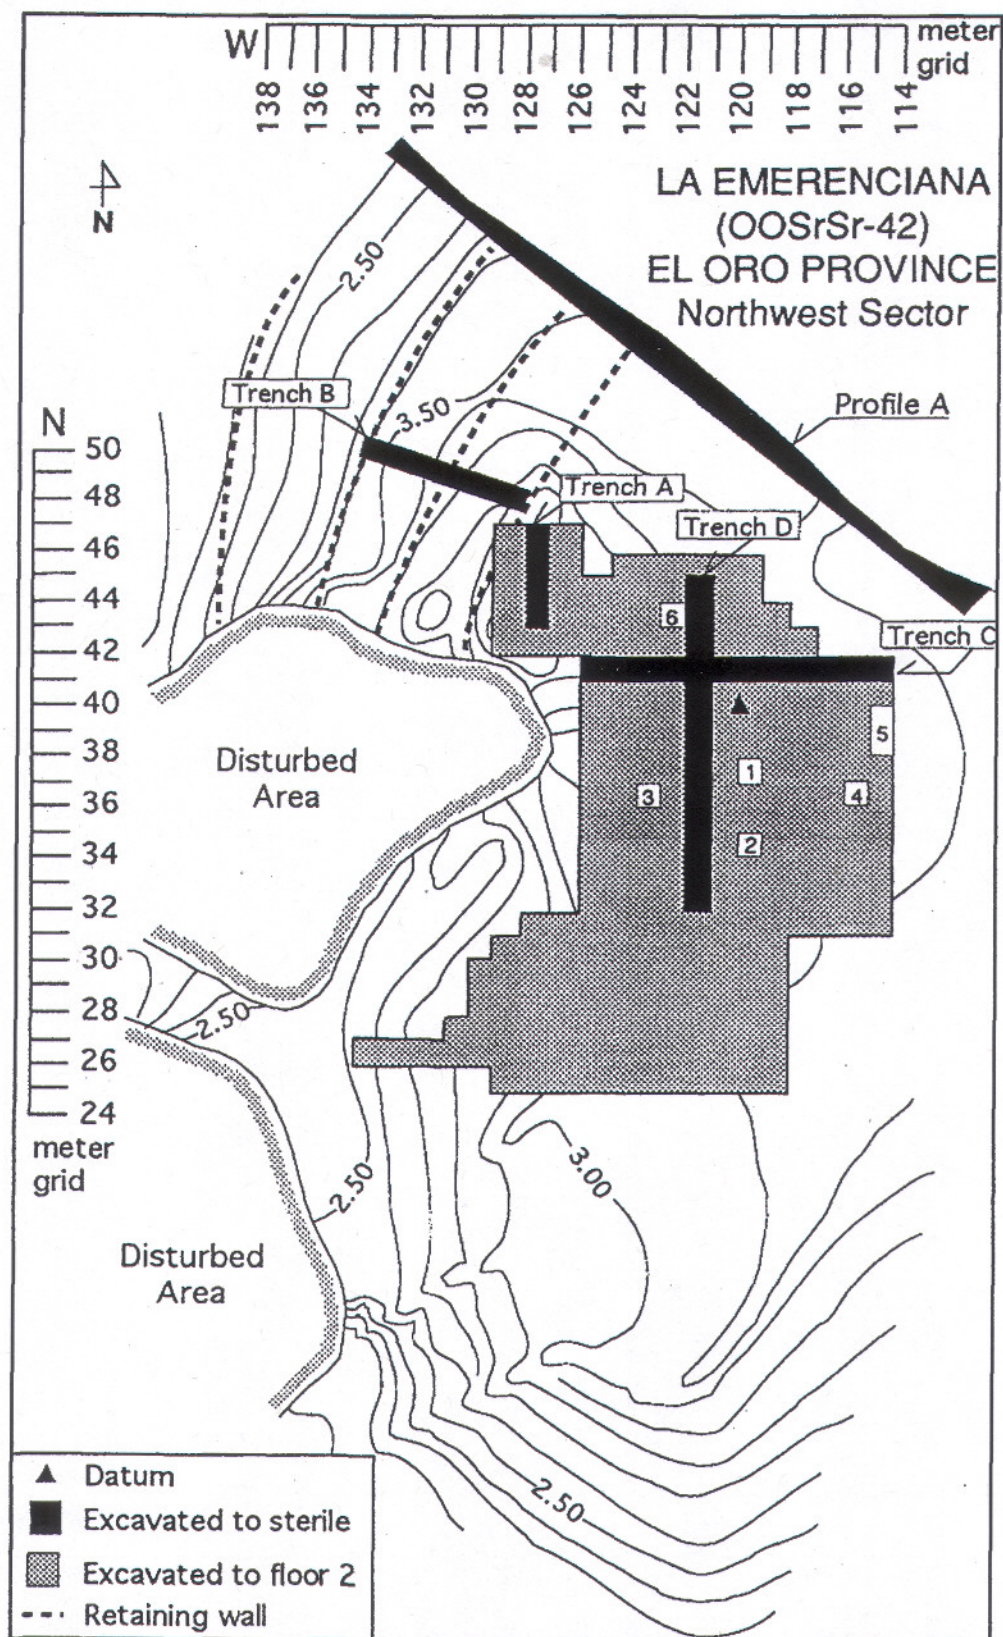 W
meter
grid
138 136 134 132 130 128 126 124 122 120 118 116 114
N
LA EMERENCIANA
(OOSrSr-42)
EL ORO PROVINCE
Northwest Sector
2.50
Trench B
3.50
Profile A
N
50
48
46
44
42
40
38
36
34
32
30
28
26
24
meter
grid
Trench A
Trench D
6
Trench C
5
Disturbed
Area
1
3
4
2
2.50
2.50
3.00
Disturbed
Area
2.50
Datum
Excavated to sterile
Excavated to floor 2
Retaining wall